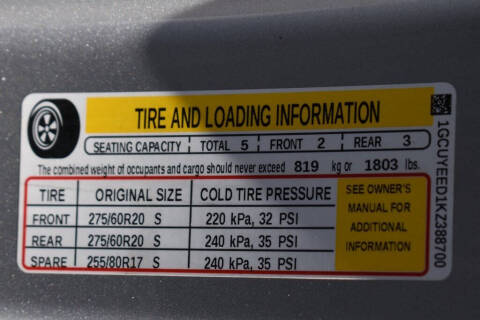 TIRE AND LOADING INFORMATION
SEATING CAPACITY TOTAL 5 FRONT 2 REAR 3
The combined weight of occupants and cargo should never exceed 819 kg or 1803 lbs.
TIRE ORIGINAL SIZE COLD TIRE PRESSURE
FRONT 275/60R20 S 220 kPa, 32 PSI
REAR 275/60R20 S 240 kPa, 35 PSI
SPARE 255/80R17 S 240 kPa, 35 PSI
SEE OWNER'S
MANUAL FOR
ADDITIONAL
INFORMATION
1GCUYEED1KZ388700